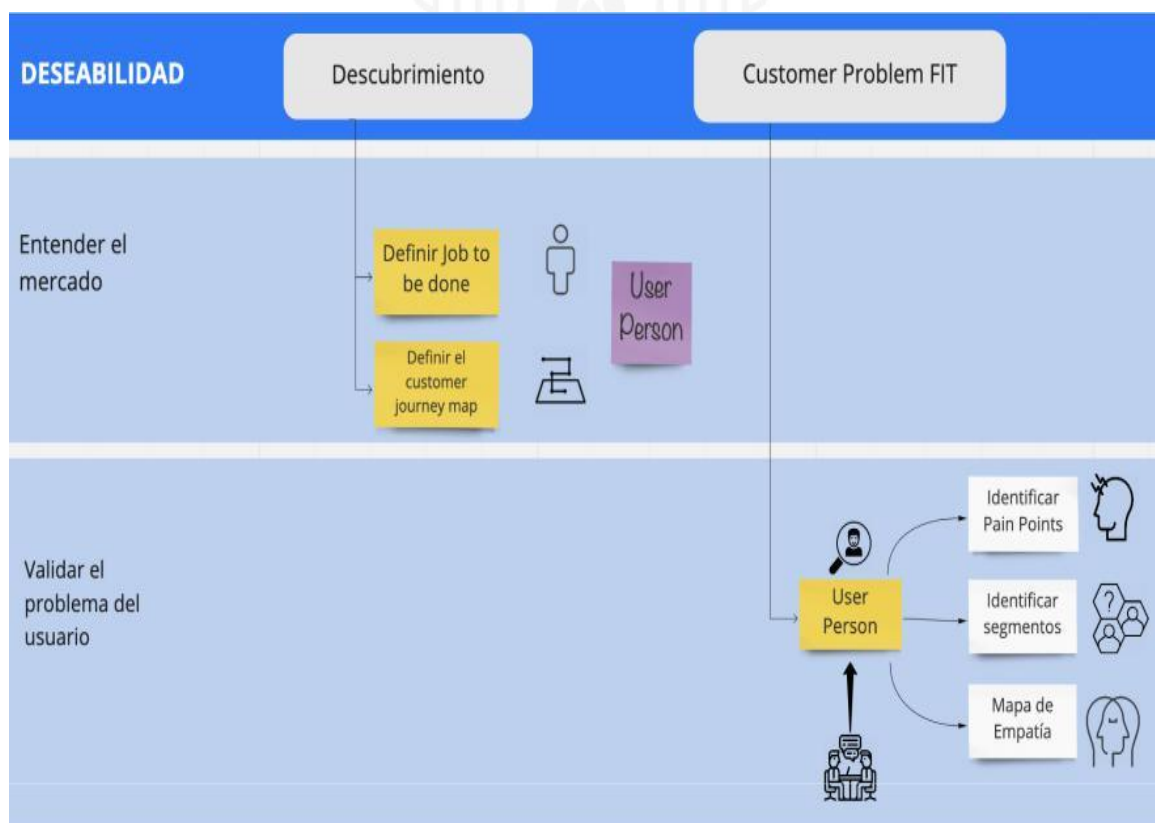 DESEABILIDAD
Descubrimiento
Customer Problem FIT
Entender el
mercado
Definir Job to
be done
User
Person
Definir el
customer
journey map
Validar el
problema del
usuario
User
Person
Identificar
Pain Points
Identificar
segmentos
?
Mapa de
Empatía